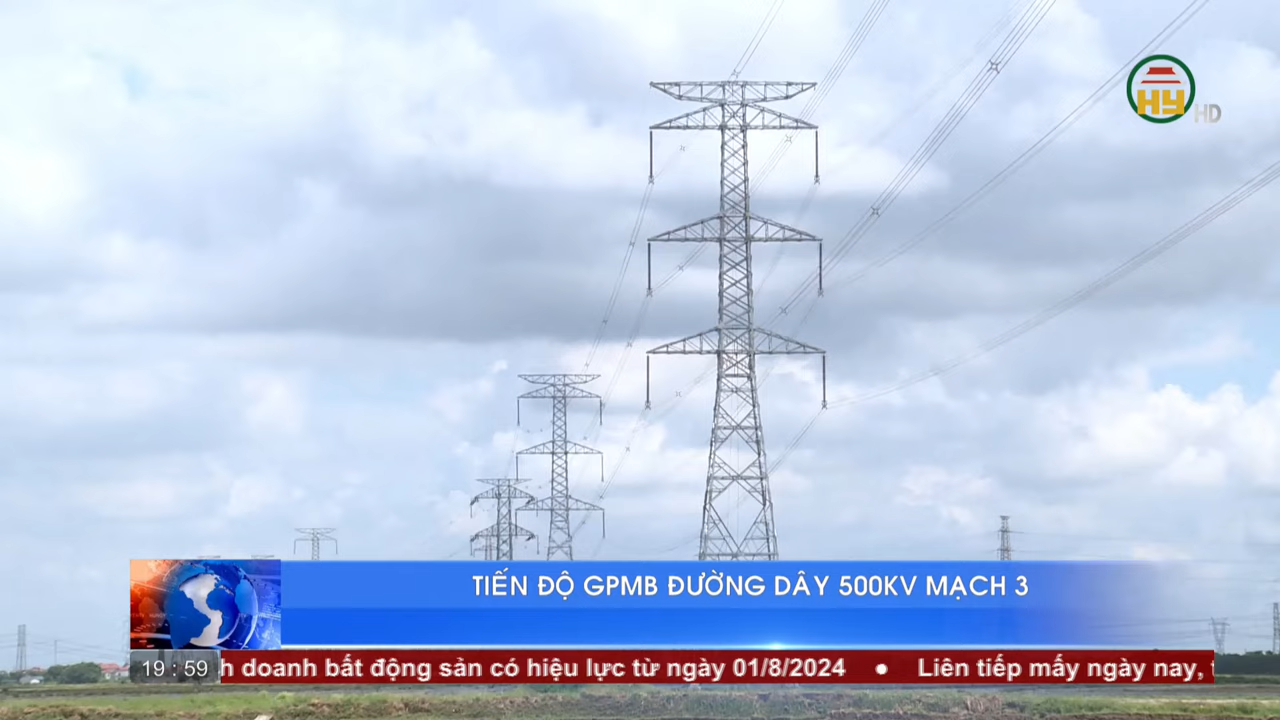 HY HD
TIẾN ĐỘ GPMB ĐƯỜNG DÂY 500KV MẠCH 3
19 : 59
h doanh bất động sản có hiệu lực từ ngày 01/8/2024 ● Liên tiếp mấy ngày nay,